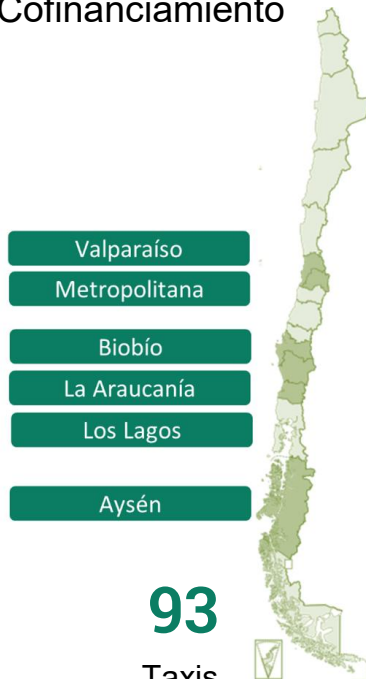 Cofinanciamiento
Valparaíso
Metropolitana
Biobío
La Araucanía
Los Lagos
Aysén
93
Taxis